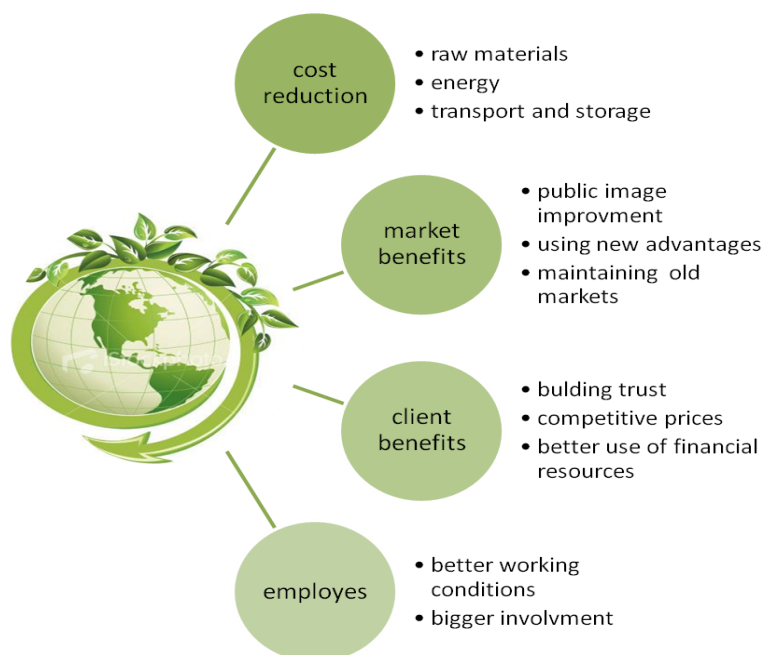 cost
reduction
• raw materials
• energy
• transport and storage
market
benefits
• public image
improvment
• using new advantages
• maintaining old
markets
client
benefits
• bulding trust
• competitive prices
• better use of financial
resources
employes
• better working
conditions
• bigger involvment